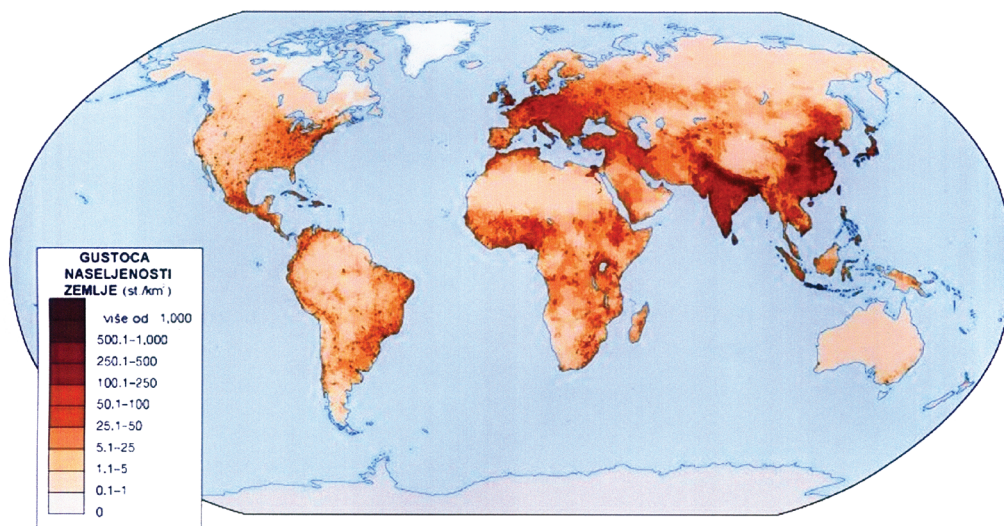 GUSTOCA
NASELJENOSTI
ZEMLJE (st./km²)
više od 1,000
500.1–1,000
250.1–500
100.1–250
50.1–100
25.1–50
5.1–25
1.1–5
0.1–1
0